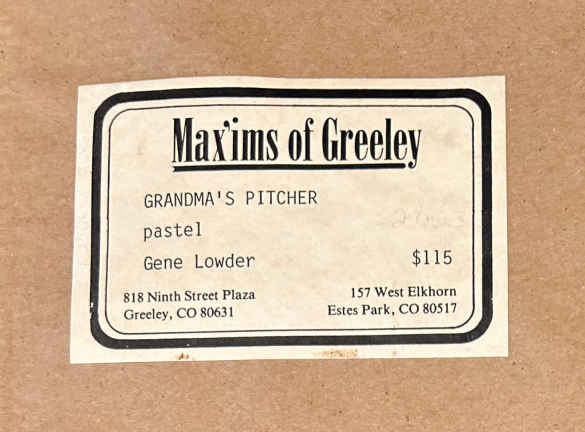 Max'ims of Greeley
GRANDMA'S PITCHER
pastel
Gene Lowder
$115
818 Ninth Street Plaza
Greeley, CO 80631
157 West Elkhorn
Estes Park, CO 80517